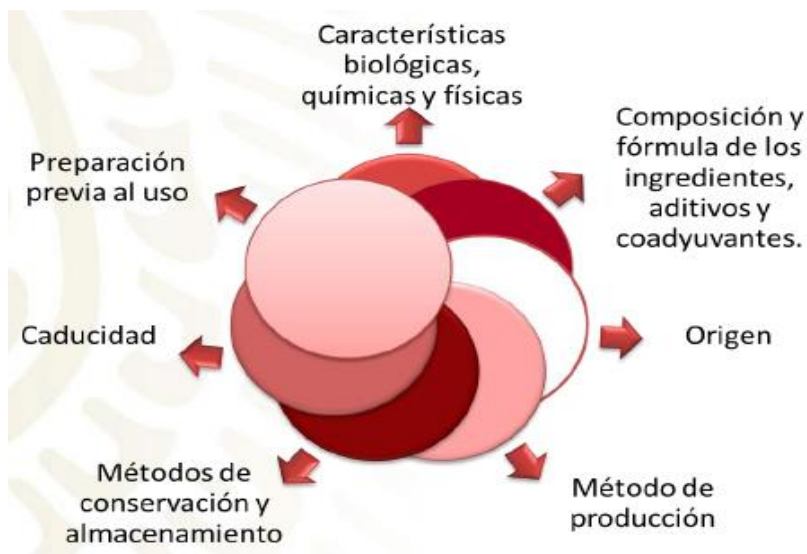 Características
biológicas,
químicas y físicas
Composición y
fórmula de los
ingredientes,
aditivos y
coadyuvantes.
Origen
Método de
producción
Métodos de
conservación y
almacenamiento
Caducidad
Preparación
previa al uso